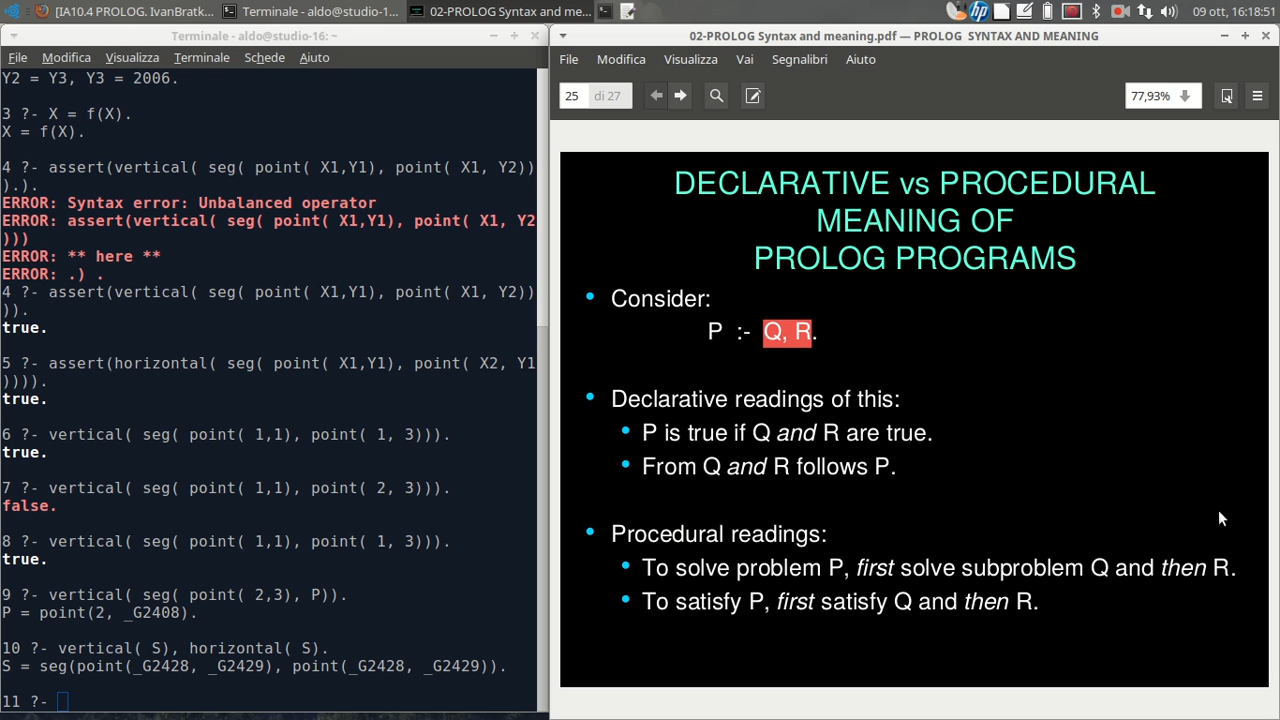 [IA10.4 PROLOG. IvanBratk...
Terminale - aldo@studio-1...
02-PROLOG Syntax and me...
09 ott, 16:18:51
Terminale - aldo@studio-16: ~
File Modifica Visualizza Terminale Schede Aiuto
Y2 = Y3, Y3 = 2006.
3 ?- X = f(X).
X = f(X).
4 ?- assert(vertical( seg( point( X1,Y1), point( X1, Y2))
).).
ERROR: Syntax error: Unbalanced operator
ERROR: assert(vertical( seg( point( X1,Y1), point( X1, Y2
)))
ERROR: ** here **
ERROR: .) .
4 ?- assert(vertical( seg( point( X1,Y1), point( X1, Y2))
)).
true.
5 ?- assert(horizontal( seg( point( X1,Y1), point( X2, Y1
)))).
true.
6 ?- vertical( seg( point( 1,1), point( 1, 3))).
true.
7 ?- vertical( seg( point( 1,1), point( 2, 3))).
false.
8 ?- vertical( seg( point( 1,1), point( 1, 3))).
true.
9 ?- vertical( seg( point( 2,3), P)).
P = point(2, _G2408).
10 ?- vertical( S), horizontal( S).
S = seg(point(_G2428, _G2429), point(_G2428, _G2429)).
11 ?-
02-PROLOG Syntax and meaning.pdf — PROLOG SYNTAX AND MEANING
File Modifica Visualizza Vai Segnalibri Aiuto
25 di 27
77,93%
DECLARATIVE vs PROCEDURAL
MEANING OF
PROLOG PROGRAMS
• Consider:
P :- Q, R.
• Declarative readings of this:
• P is true if Q and R are true.
• From Q and R follows P.
• Procedural readings:
• To solve problem P, first solve subproblem Q and then R.
• To satisfy P, first satisfy Q and then R.